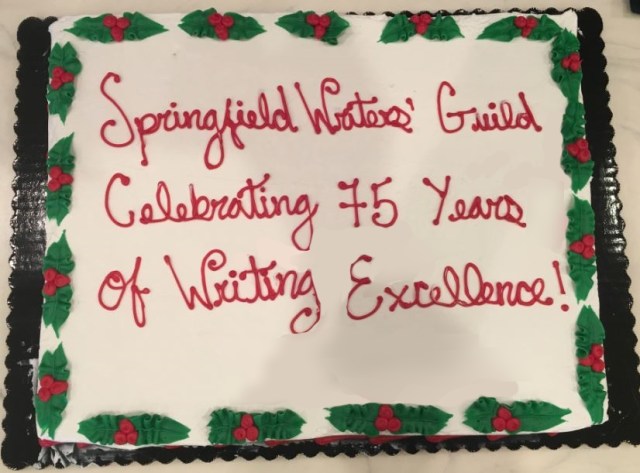 Springfield Writers' Guild
Celebrating 75 Years
Of Writing Excellence!